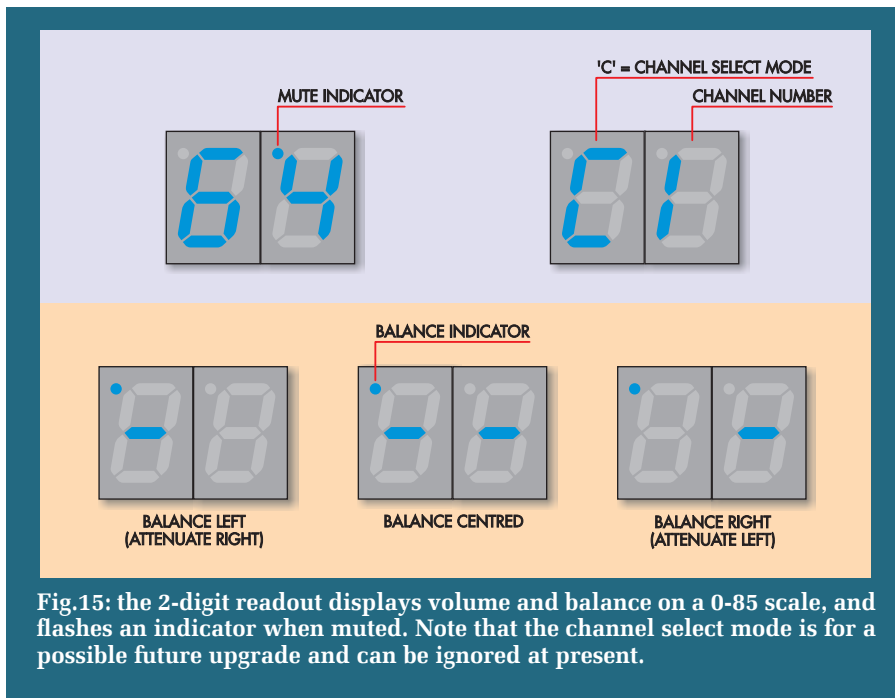 'C' = CHANNEL SELECT MODE
MUTE INDICATOR
CHANNEL NUMBER
64
C1
BALANCE INDICATOR
-
- -
-
BALANCE LEFT
(ATTENUATE RIGHT)
BALANCE CENTRED
BALANCE RIGHT
(ATTENUATE LEFT)
Fig.15: the 2-digit readout displays volume and balance on a 0-85 scale, and
flashes an indicator when muted. Note that the channel select mode is for a
possible future upgrade and can be ignored at present.